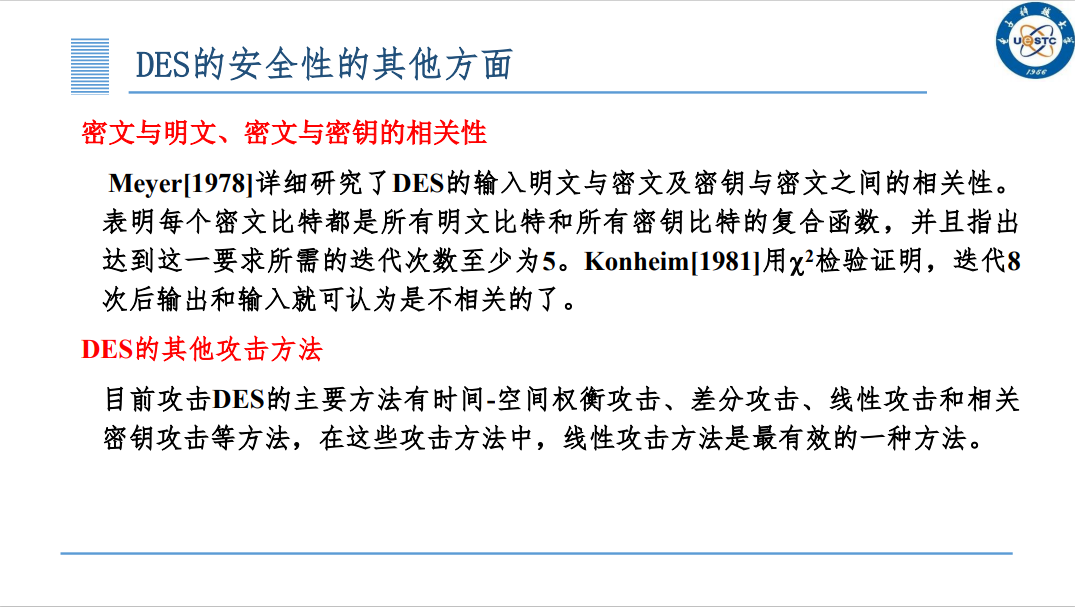 DES的安全性的其他方面
UESTC
1956
密文与明文、密文与密钥的相关性
Meyer[1978]详细研究了DES的输入明文与密文及密钥与密文之间的相关性。
表明每个密文比特都是所有明文比特和所有密钥比特的复合函数，并且指出
达到这一要求所需的迭代次数至少为5。Konheim[1981]用χ²检验证明，迭代8
次后输出和输入就可认为是不相关的了。
DES的其他攻击方法
目前攻击DES的主要方法有时间-空间权衡攻击、差分攻击、线性攻击和相关
密钥攻击等方法，在这些攻击方法中，线性攻击方法是最有效的一种方法。